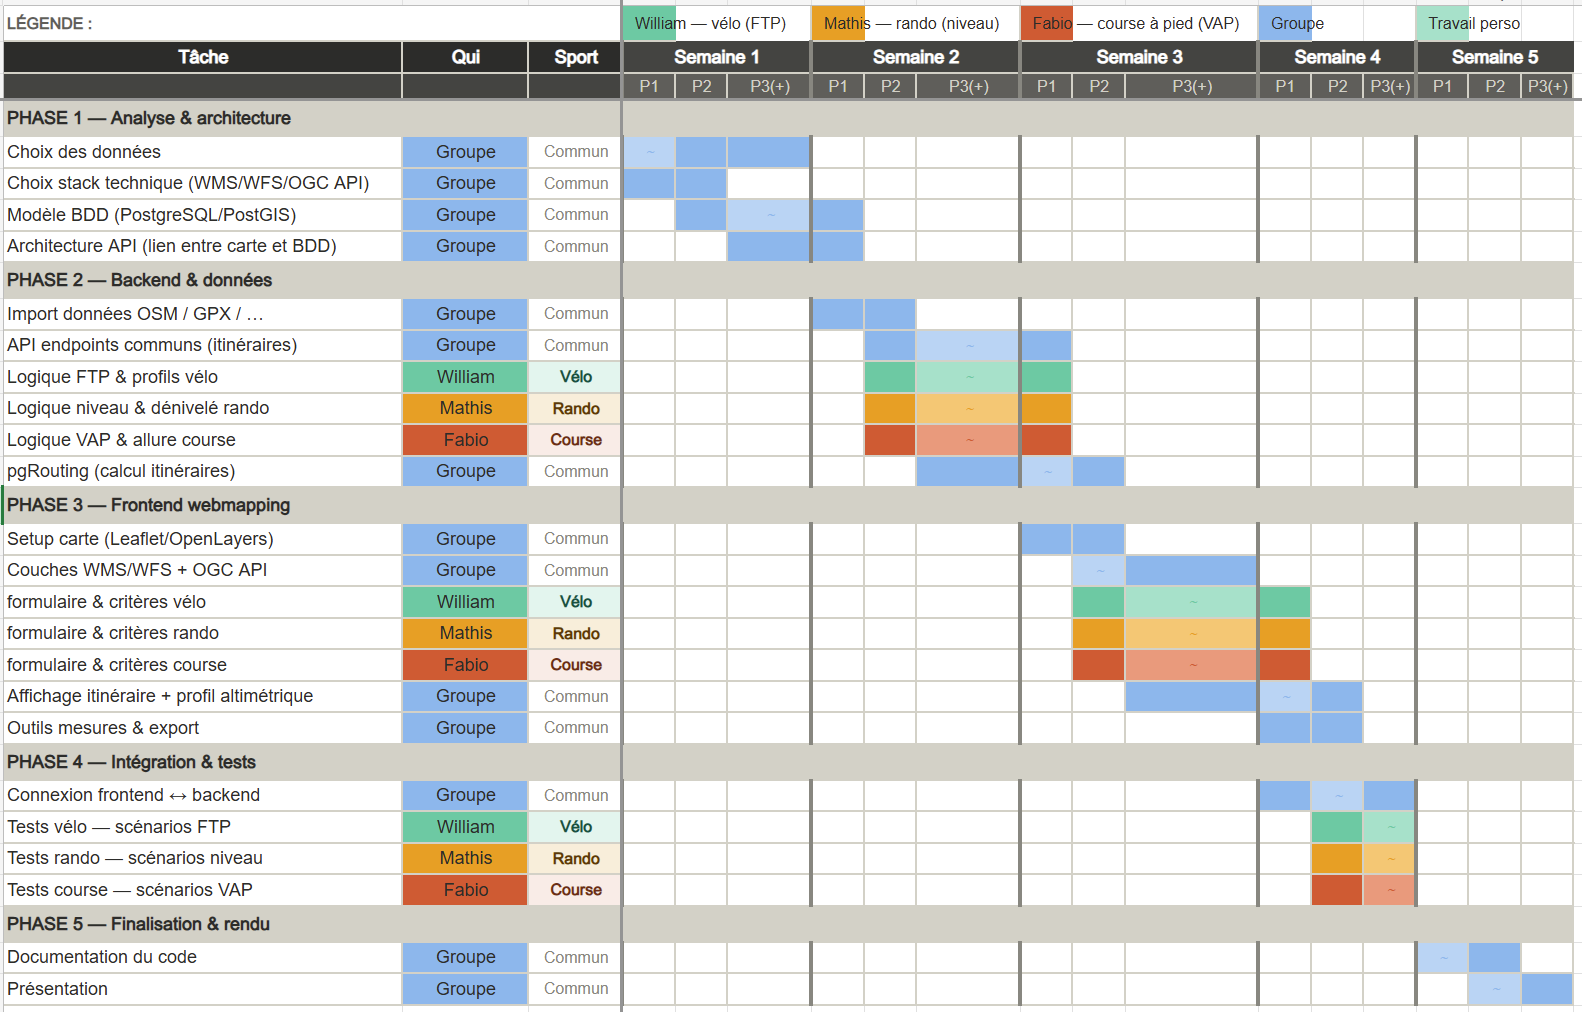 LÉGENDE : William — vélo (FTP) Mathis — rando (niveau) Fabio — course à pied (VAP) Groupe Travail perso
Tâche Qui Sport Semaine 1 Semaine 2 Semaine 3 Semaine 4 Semaine 5
P1 P2 P3(+) P1 P2 P3(+) P1 P2 P3(+) P1 P2 P3(+) P1 P2 P3(+)
PHASE 1 — Analyse & architecture
Choix des données Groupe Commun ~
Choix stack technique (WMS/WFS/OGC API) Groupe Commun
Modèle BDD (PostgreSQL/PostGIS) Groupe Commun ~
Architecture API (lien entre carte et BDD) Groupe Commun
PHASE 2 — Backend & données
Import données OSM / GPX / … Groupe Commun
API endpoints communs (itinéraires) Groupe Commun ~
Logique FTP & profils vélo William Vélo ~
Logique niveau & dénivelé rando Mathis Rando ~
Logique VAP & allure course Fabio Course ~
pgRouting (calcul itinéraires) Groupe Commun ~
PHASE 3 — Frontend webmapping
Setup carte (Leaflet/OpenLayers) Groupe Commun
Couches WMS/WFS + OGC API Groupe Commun ~
formulaire & critères vélo William Vélo ~
formulaire & critères rando Mathis Rando ~
formulaire & critères course Fabio Course ~
Affichage itinéraire + profil altimétrique Groupe Commun ~
Outils mesures & export Groupe Commun
PHASE 4 — Intégration & tests
Connexion frontend ↔ backend Groupe Commun ~
Tests vélo — scénarios FTP William Vélo ~
Tests rando — scénarios niveau Mathis Rando ~
Tests course — scénarios VAP Fabio Course ~
PHASE 5 — Finalisation & rendu
Documentation du code Groupe Commun ~
Présentation Groupe Commun ~